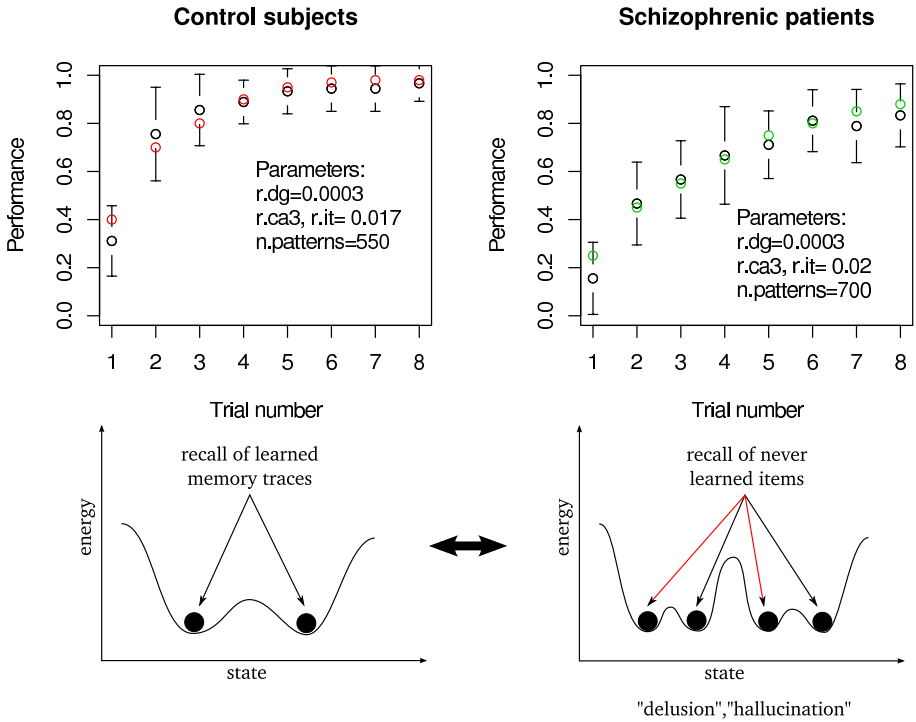 Control subjects
Performance
0.0 0.2 0.4 0.6 0.8 1.0
Parameters:
r.dg=0.0003
r.ca3, r.it= 0.017
n.patterns=550
1 2 3 4 5 6 7 8
Trial number
Schizophrenic patients
Performance
0.0 0.2 0.4 0.6 0.8 1.0
Parameters:
r.dg=0.0003
r.ca3, r.it= 0.02
n.patterns=700
1 2 3 4 5 6 7 8
Trial number
recall of learned
memory traces
energy
state
recall of never
learned items
energy
state
"delusion","hallucination"